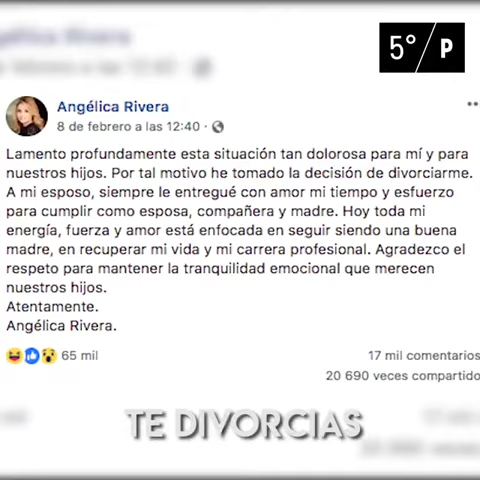 5°/P
Angélica Rivera
8 de febrero a las 12:40 ·
Lamento profundamente esta situación tan dolorosa para mí y para
nuestros hijos. Por tal motivo he tomado la decisión de divorciarme.
A mi esposo, siempre le entregué con amor mi tiempo y esfuerzo
para cumplir como esposa, compañera y madre. Hoy toda mi
energía, fuerza y amor está enfocada en seguir siendo una buena
madre, en recuperar mi vida y mi carrera profesional. Agradezco el
respeto para mantener la tranquilidad emocional que merecen
nuestros hijos.
Atentamente.
Angélica Rivera.
65 mil
17 mil comentarios
20 690 veces compartido
TE DIVORCIAS